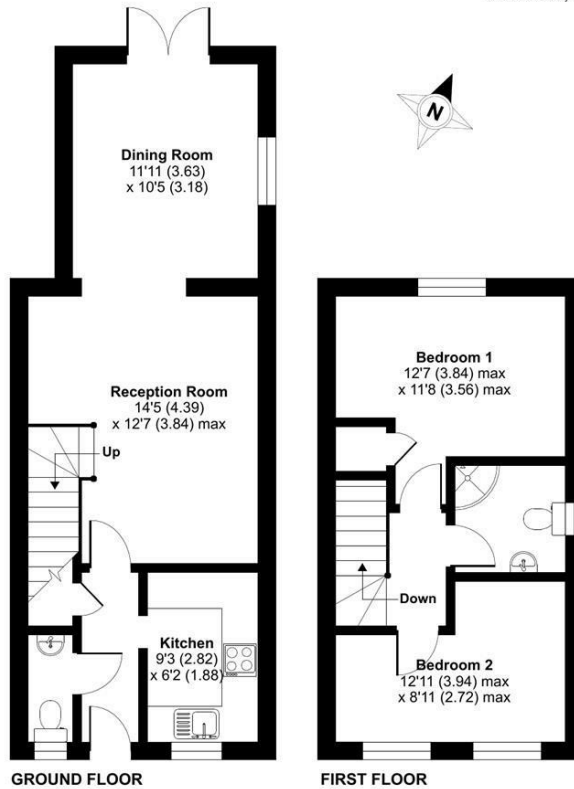 Dining Room
11'11 (3.63)
x 10'5 (3.18)
N
Reception Room
14'5 (4.39)
x 12'7 (3.84) max
Up
Kitchen
9'3 (2.82)
x 6'2 (1.88)
GROUND FLOOR
Bedroom 1
12'7 (3.84) max
x 11'8 (3.56) max
Down
Bedroom 2
12'11 (3.94) max
x 8'11 (2.72) max
FIRST FLOOR